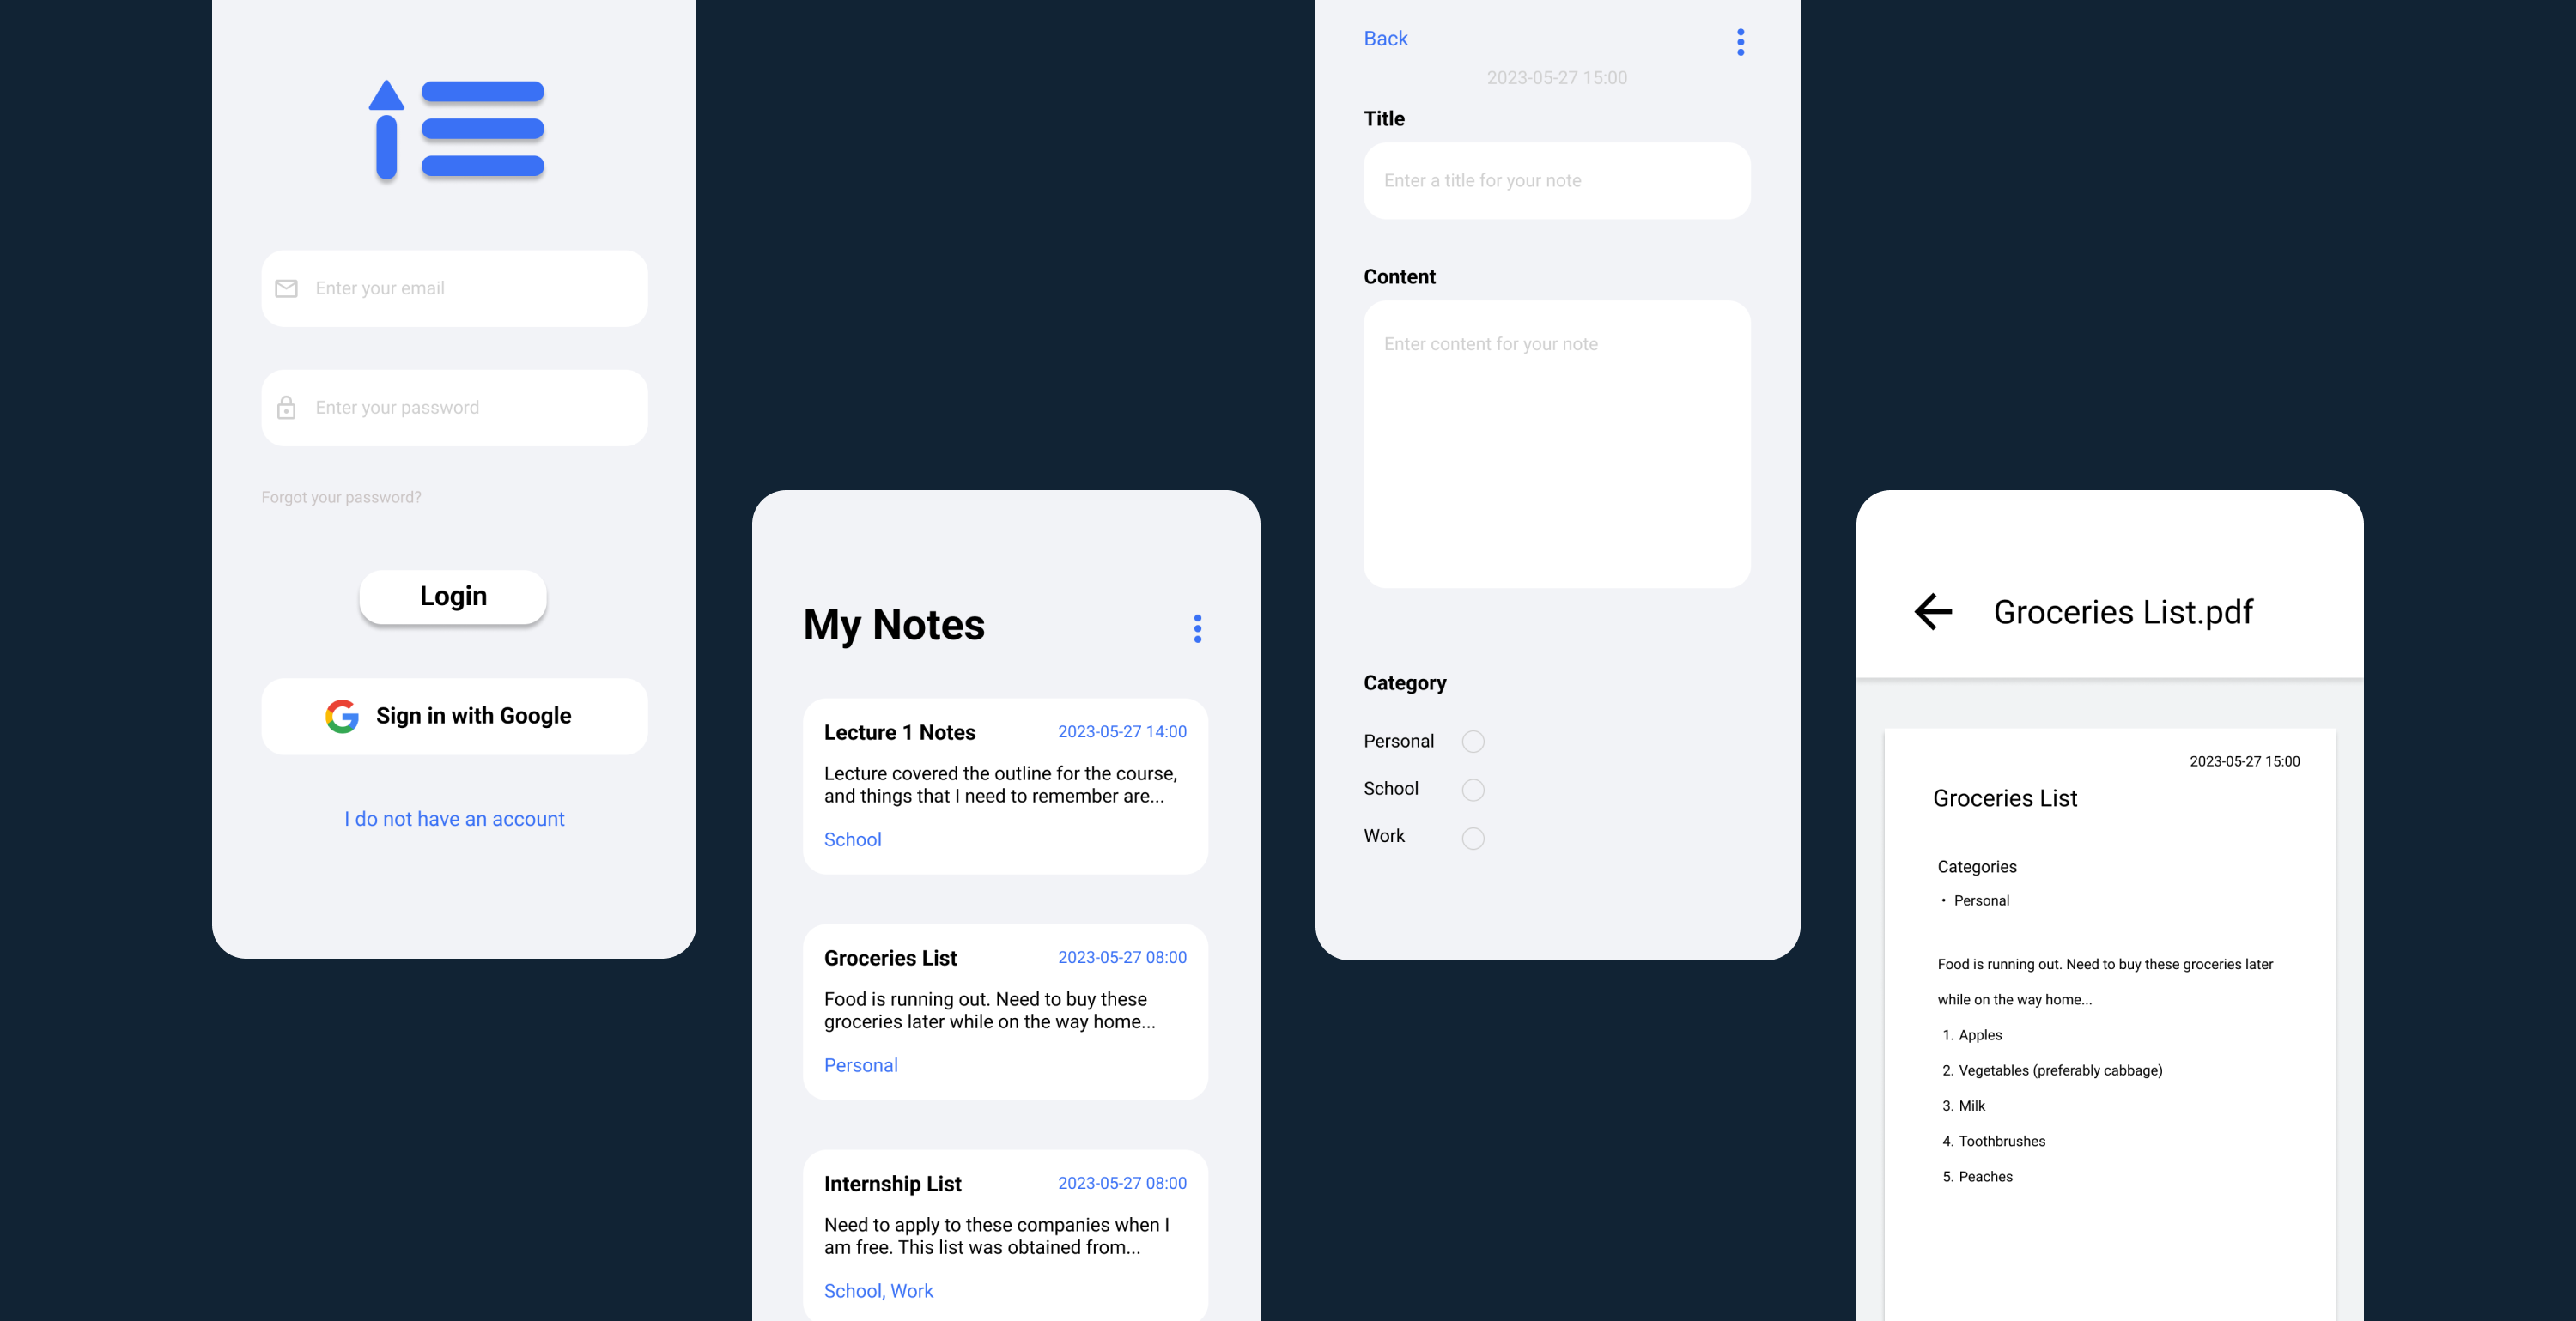 Enter your email
Enter your password
Forgot your password?
Login
Sign in with Google
I do not have an account
My Notes
Lecture 1 Notes
2023-05-27 14:00
Lecture covered the outline for the course,
and things that I need to remember are...
School
Groceries List
2023-05-27 08:00
Food is running out. Need to buy these
groceries later while on the way home...
Personal
Internship List
2023-05-27 08:00
Need to apply to these companies when I
am free. This list was obtained from...
School, Work
Back
2023-05-27 15:00
Title
Enter a title for your note
Content
Enter content for your note
Category
Personal
School
Work
Groceries List.pdf
2023-05-27 15:00
Groceries List
Categories
• Personal
Food is running out. Need to buy these groceries later
while on the way home...
1. Apples
2. Vegetables (preferably cabbage)
3. Milk
4. Toothbrushes
5. Peaches